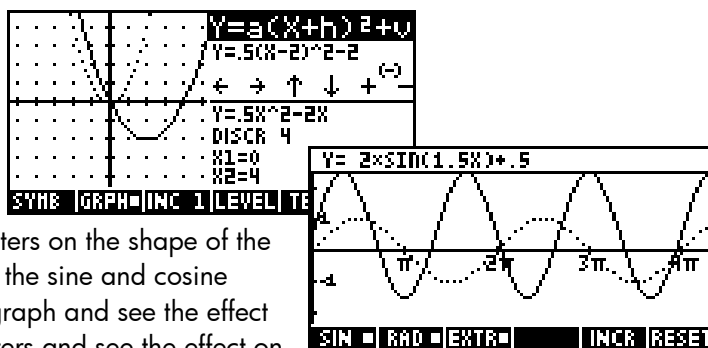 Y=a(X+h)²+v
Y=.5(X-2)^2-2
(-)
← → ↑ ↓ + -
Y=.5X^2-2X
DISCR 4
X1=0
X2=4
SYMB GRPH▪ INC 1 LEVEL
Y= 2×SIN(1.5X)+.5
1
π 2π 3π 4π
-1
SIN ▪ RAD ▪ EXTR▪ INCR RESET
ters on the shape of the
the sine and cosine
graph and see the effect
ters and see the effect on